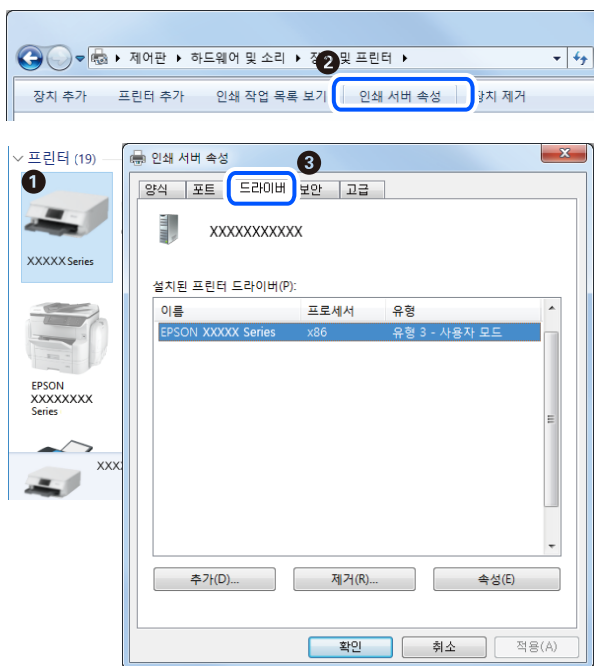 제어판 ▸ 하드웨어 및 소리 ▸ 장치 및 프린터 ▸
2
장치 추가 프린터 추가 인쇄 작업 목록 보기 인쇄 서버 속성 장치 제거
프린터 (19)
1
XXXXX Series
EPSON
XXXXXXXX
Series
XXX
인쇄 서버 속성
3
양식 포트 드라이버 보안 고급
XXXXXXXXXXX
설치된 프린터 드라이버(P):
이름 프로세서 유형
EPSON XXXXX Series x86 유형 3 - 사용자 모드
추가(D)... 제거(R)... 속성(E)
확인 취소 적용(A)